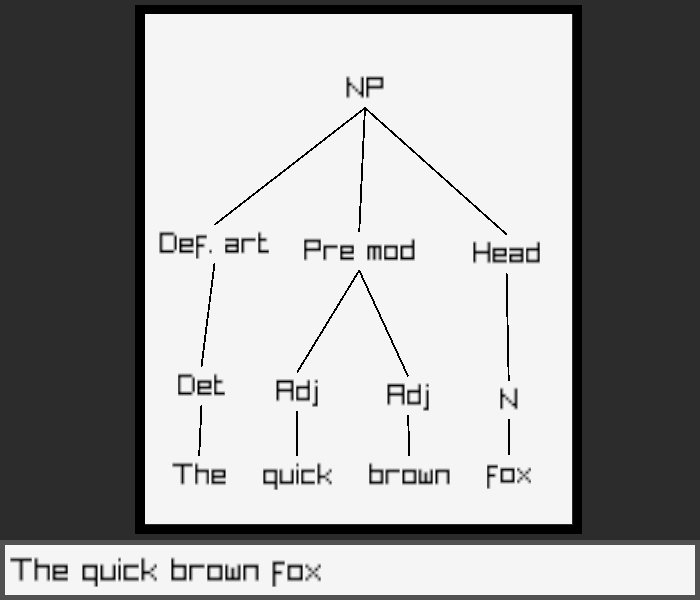 NP
Def. art Pre mod Head
Det Adj Adj N
The quick brown fox
The quick brown fox